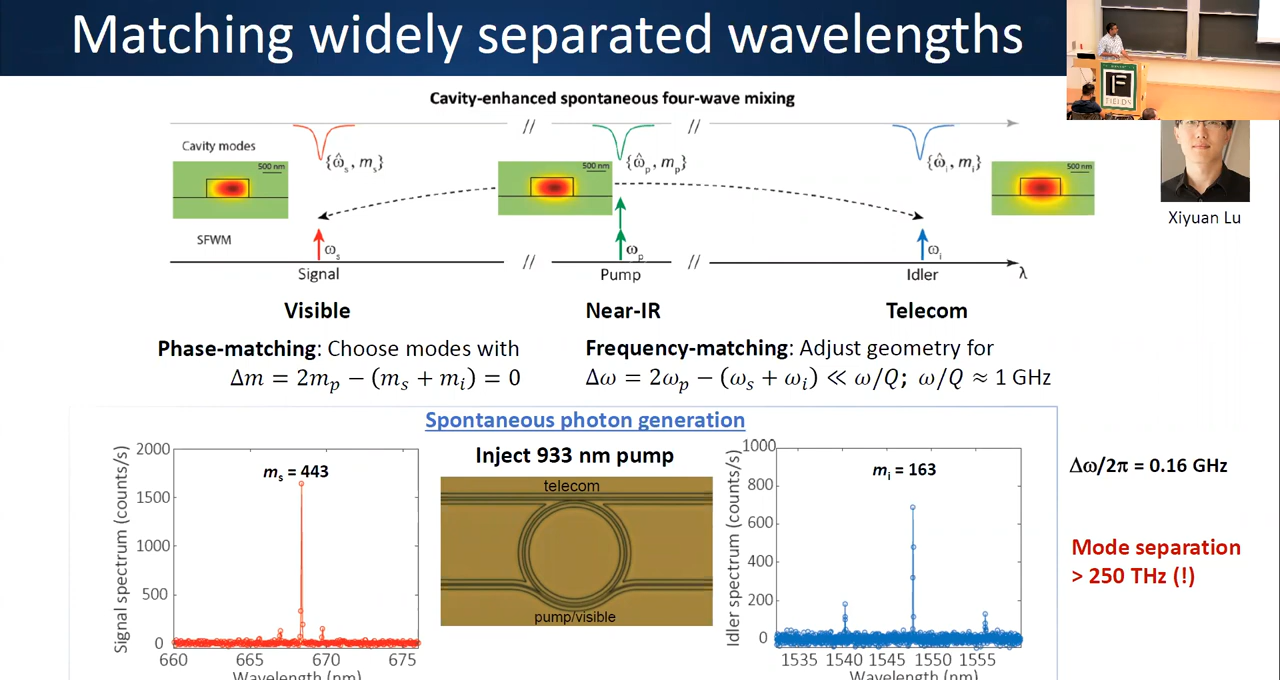 Matching widely separated wavelengths
FIELDS
Cavity-enhanced spontaneous four-wave mixing
Cavity modes
{ω̂s, ms}
{ω̂p, mp}
{ω̂i, mi}
500 nm
500 nm
500 nm
Xiyuan Lu
SFWM
ωs
ωp
ωi
Signal
Pump
Idler
λ
Visible
Near-IR
Telecom
Phase-matching: Choose modes with
Δm = 2mp − (ms + mi) = 0
Frequency-matching: Adjust geometry for
Δω = 2ωp − (ωs + ωi) ≪ ω/Q; ω/Q ≈ 1 GHz
Spontaneous photon generation
Signal spectrum (counts/s)
2000
1500
1000
500
0
ms = 443
660
665
670
675
Wavelength (nm)
Inject 933 nm pump
telecom
pump/visible
Idler spectrum (counts/s)
1000
800
600
400
200
0
mi = 163
1535
1540
1545
1550
1555
Wavelength (nm)
Δω/2π = 0.16 GHz
Mode separation
> 250 THz (!)